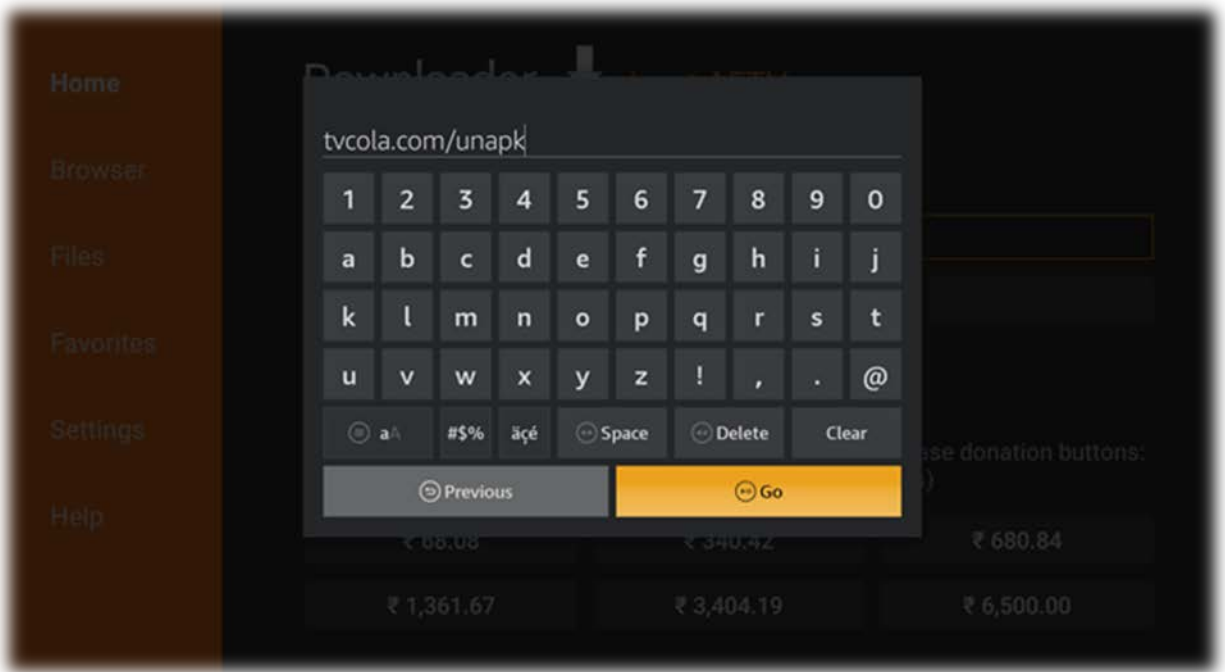 Home
Downloader
Browser
Files
Favorites
Settings
Help
tvcola.com/unapk
1 2 3 4 5 6 7 8 9 0
a b c d e f g h i j
k l m n o p q r s t
u v w x y z ! , . @
aA #$% äçé Space Delete Clear
Previous Go
ase donation buttons:
₹ 68.08 ₹ 340.42 ₹ 680.84
₹ 1,361.67 ₹ 3,404.19 ₹ 6,500.00